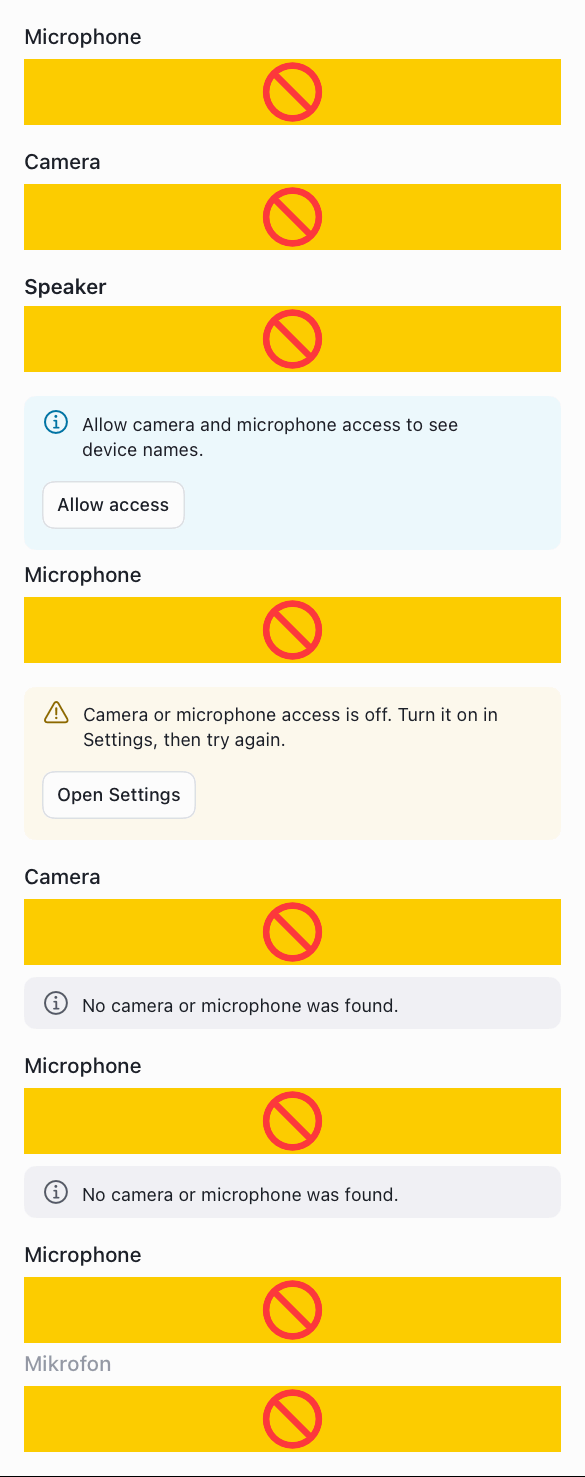 Microphone
Camera
Speaker
Allow camera and microphone access to see
device names.
Allow access
Microphone
Camera or microphone access is off. Turn it on in
Settings, then try again.
Open Settings
Camera
No camera or microphone was found.
Microphone
No camera or microphone was found.
Microphone
Mikrofon